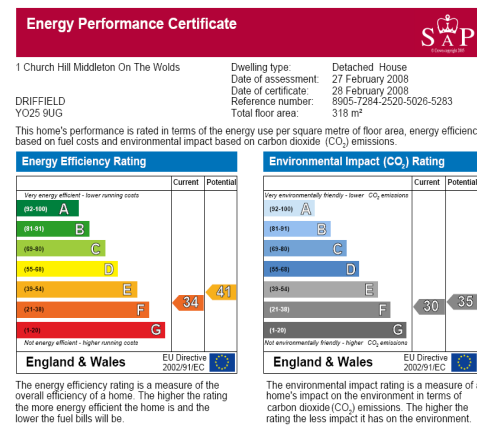 Energy Performance Certificate
SAP
1 Church Hill Middleton On The Wolds
DRIFFIELD
YO25 9UG
Dwelling type: Detached House
Date of assessment: 27 February 2008
Date of certificate: 28 February 2008
Reference number: 8905-7284-2520-5026-5283
Total floor area: 318 m²
This home's performance is rated in terms of the energy use per square metre of floor area, energy efficienc
based on fuel costs and environmental impact based on carbon dioxide (CO₂) emissions.
Energy Efficiency Rating
Current Potential
Very energy efficient - lower running costs
(92-100) A
(81-91) B
(69-80) C
(55-68) D
(39-54) E
(21-38) F
(1-20) G
34
41
Not energy efficient - higher running costs
England & Wales
EU Directive
2002/91/EC
The energy efficiency rating is a measure of the
overall efficiency of a home. The higher the rating
the more energy efficient the home is and the
lower the fuel bills will be.
Environmental Impact (CO₂) Rating
Current Potential
Very environmentally friendly - lower CO₂ emissions
(92-100) A
(81-91) B
(69-80) C
(55-68) D
(39-54) E
(21-38) F
(1-20) G
30
35
Not environmentally friendly - higher CO₂ emissions
England & Wales
EU Directive
2002/91/EC
The environmental impact rating is a measure of a
home's impact on the environment in terms of
carbon dioxide (CO₂) emissions. The higher the
rating the less impact it has on the environment.